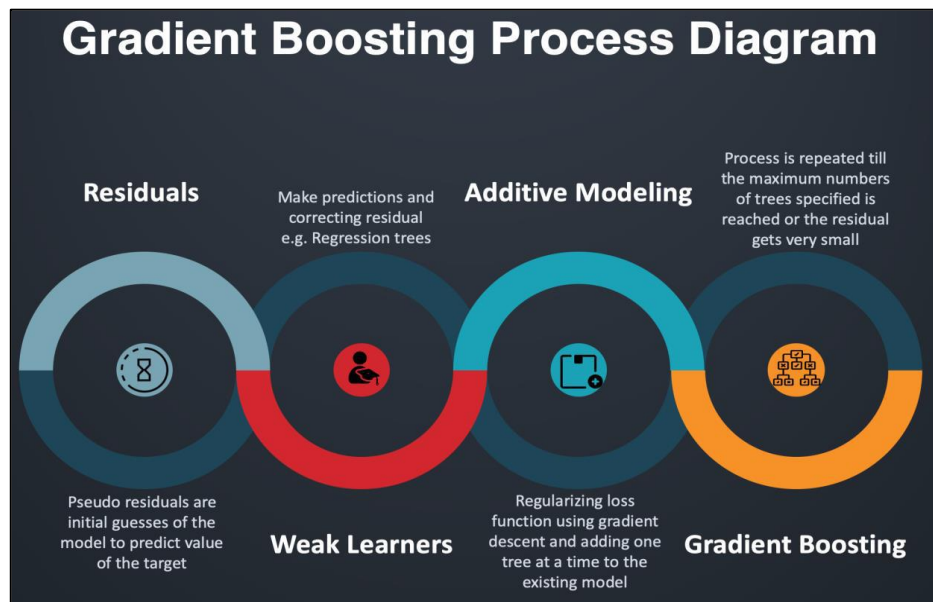 Gradient Boosting Process Diagram
Residuals
Pseudo residuals are
initial guesses of the
model to predict value
of the target
Make predictions and
correcting residual
e.g. Regression trees
Weak Learners
Additive Modeling
Regularizing loss
function using gradient
descent and adding one
tree at a time to the
existing model
Process is repeated till
the maximum numbers
of trees specified is
reached or the residual
gets very small
Gradient Boosting